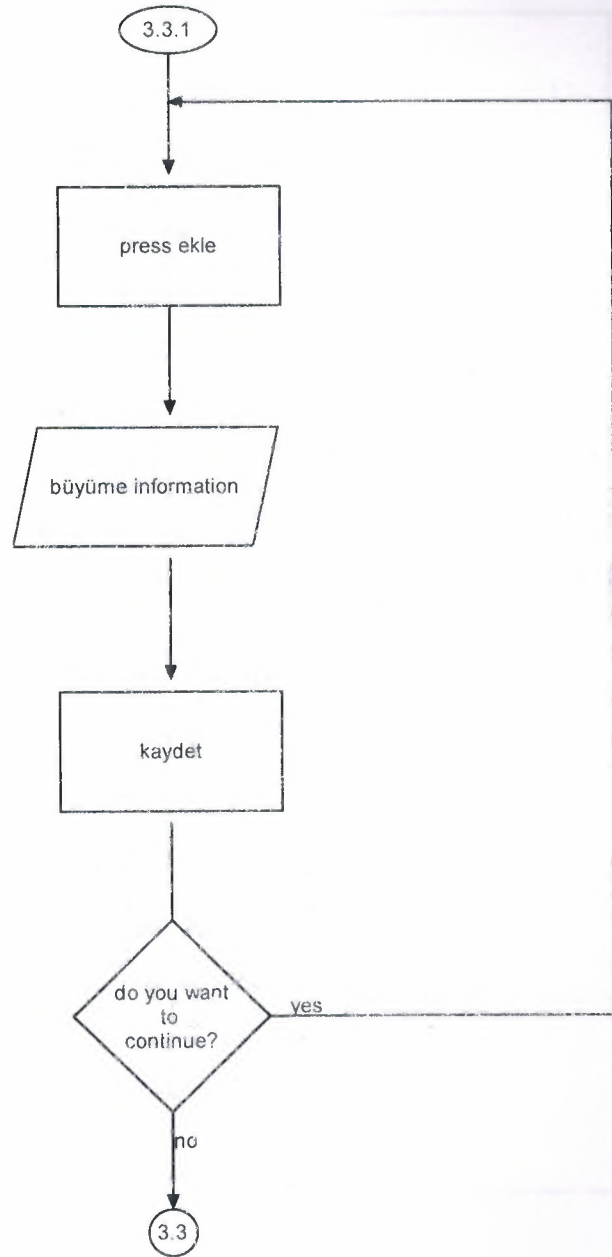 3.3.1
press ekle
büyüme information
kaydet
do you want
to
continue?
yes
no
3.3